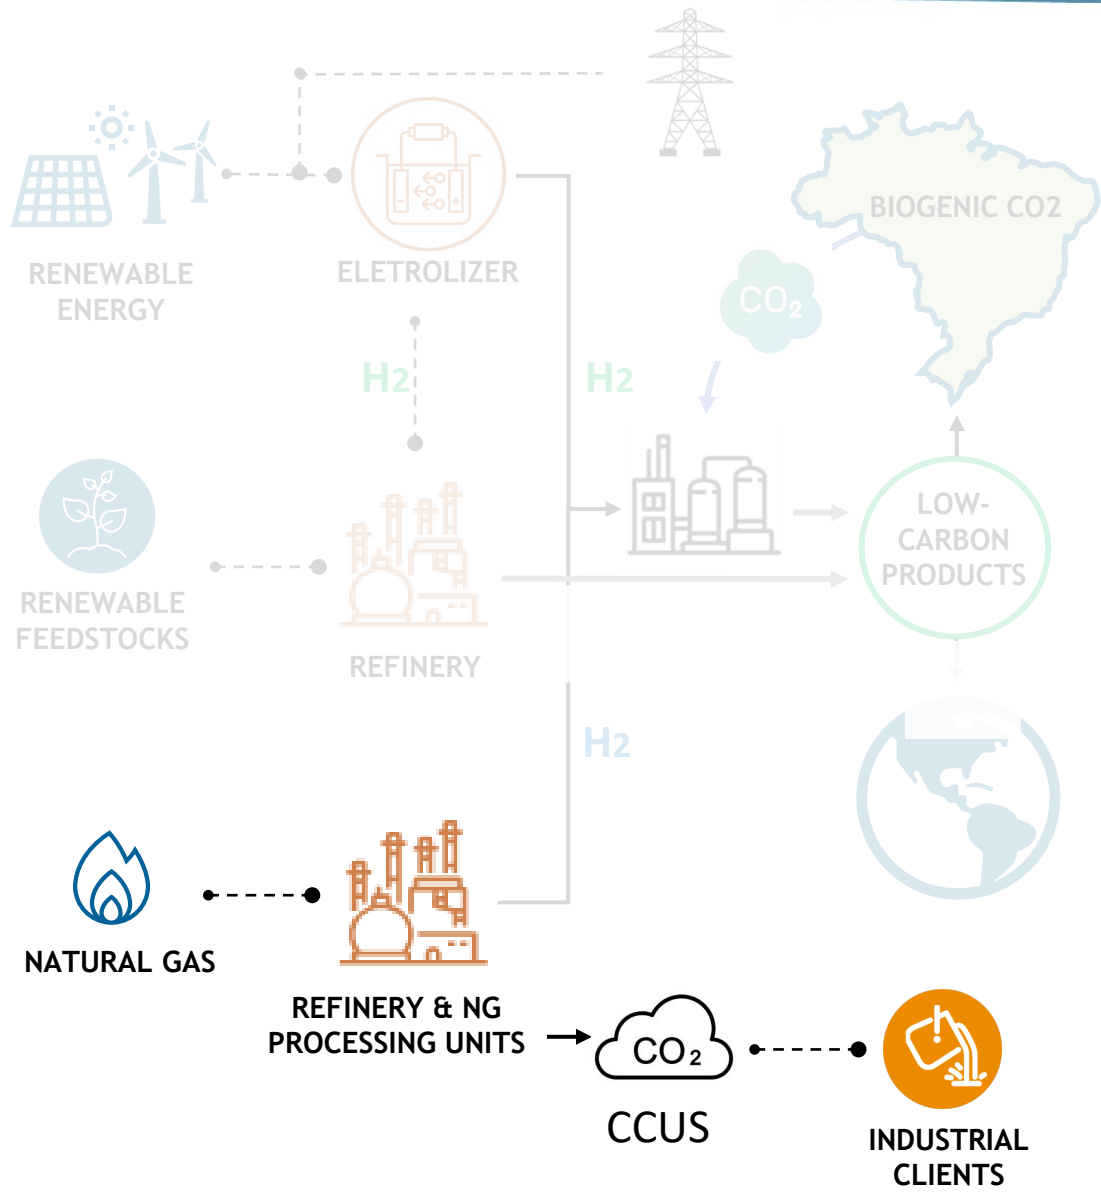 BIOGENIC CO2
RENEWABLE
ENERGY
ELETROLIZER
CO2
H2
H2
- +
LOW-
CARBON
PRODUCTS
RENEWABLE
FEEDSTOCKS
REFINERY
H2
NATURAL GAS
REFINERY & NG
PROCESSING UNITS
CO2
CCUS
INDUSTRIAL
CLIENTS